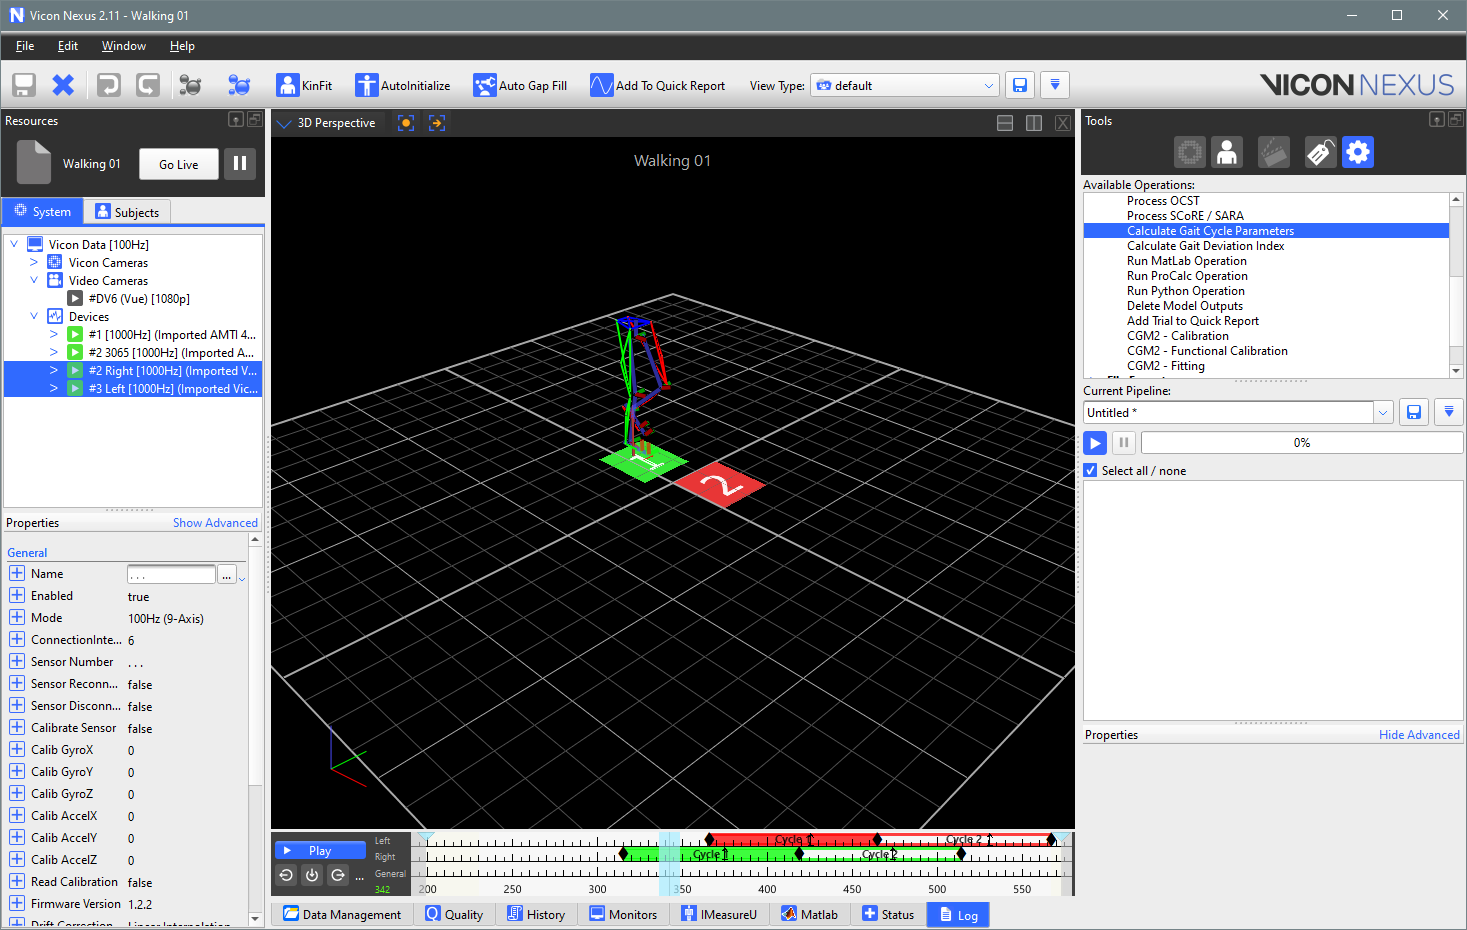 Vicon Nexus 2.11 - Walking 01
File Edit Window Help
KinFit AutoInitialize Auto Gap Fill Add To Quick Report View Type: default
VICON NEXUS
Resources
Walking 01 Go Live
System Subjects
Vicon Data [100Hz]
Vicon Cameras
Video Cameras
#DV6 (Vue) [1080p]
Devices
#1 [1000Hz] (Imported AMTI 4...
#2 3065 [1000Hz] (Imported A...
#2 Right [1000Hz] (Imported V...
#3 Left [1000Hz] (Imported Vic...
Properties Show Advanced
General
Name ... ...
Enabled true
Mode 100Hz (9-Axis)
ConnectionInte... 6
Sensor Number ...
Sensor Reconn... false
Sensor Disconn... false
Calibrate Sensor false
Calib GyroX 0
Calib GyroY 0
Calib GyroZ 0
Calib AccelX 0
Calib AccelY 0
Calib AccelZ 0
Read Calibration false
Firmware Version 1.2.2
Drift Correction Linear Interpolation
3D Perspective
Walking 01
1
2
Play
Left
Right
General
342
...
Cycle 1 Cycle 2
Cycle 1 Cycle 2
200 250 300 350 400 450 500 550
Data Management Quality History Monitors IMeasureU Matlab Status Log
Tools
Available Operations:
Process OCST
Process SCoRE / SARA
Calculate Gait Cycle Parameters
Calculate Gait Deviation Index
Run MatLab Operation
Run ProCalc Operation
Run Python Operation
Delete Model Outputs
Add Trial to Quick Report
CGM2 - Calibration
CGM2 - Functional Calibration
CGM2 - Fitting
Current Pipeline:
Untitled *
0%
Select all / none
Properties Hide Advanced